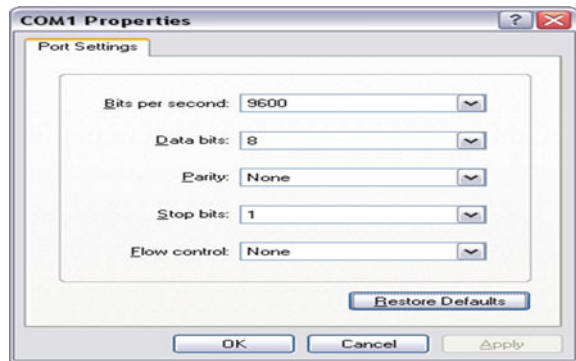 COM1 Properties
Port Settings
Bits per second: 9600
Data bits: 8
Parity: None
Stop bits: 1
Flow control: None
Restore Defaults
OK Cancel Apply